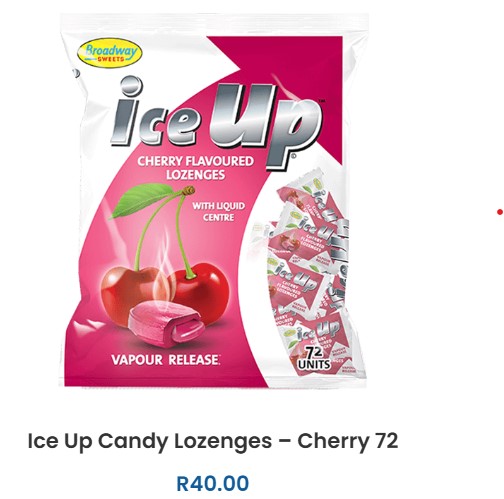 Broadway
SWEETS
Ice Up
CHERRY FLAVOURED
LOZENGES
WITH LIQUID
CENTRE
VAPOUR RELEASE
72
UNITS
Ice Up Candy Lozenges – Cherry 72
R40.00